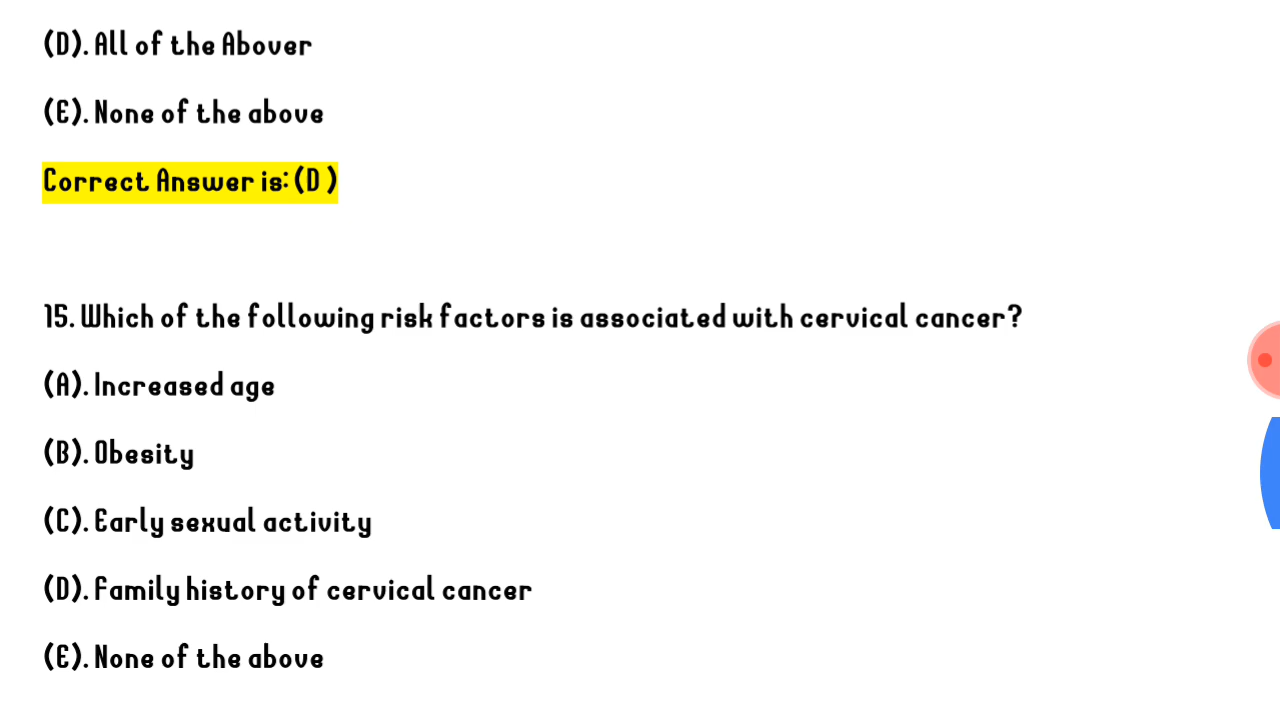 (D). All of the Abover
(E). None of the above
Correct Answer is: (D )
15. Which of the following risk factors is associated with cervical cancer?
(A). Increased age
(B). Obesity
(C). Early sexual activity
(D). Family history of cervical cancer
(E). None of the above